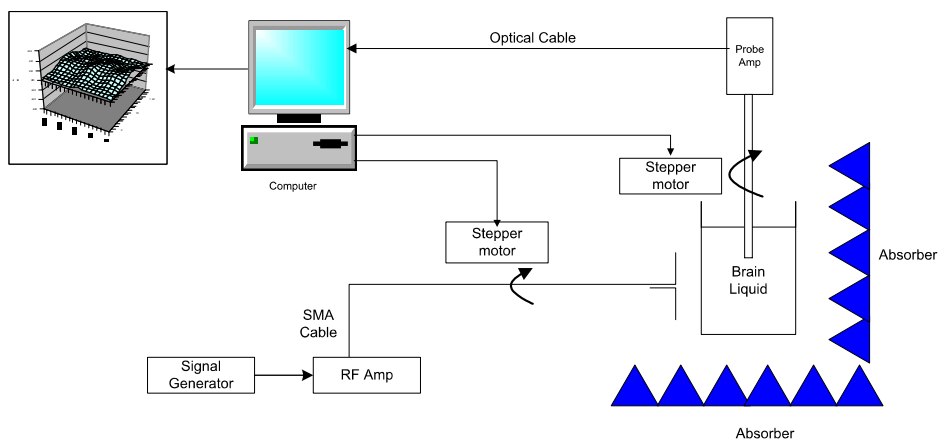 Optical Cable
Probe
Amp
Computer
Stepper
motor
Stepper
motor
Absorber
Brain
Liquid
SMA
Cable
Signal
Generator
RF Amp
Absorber